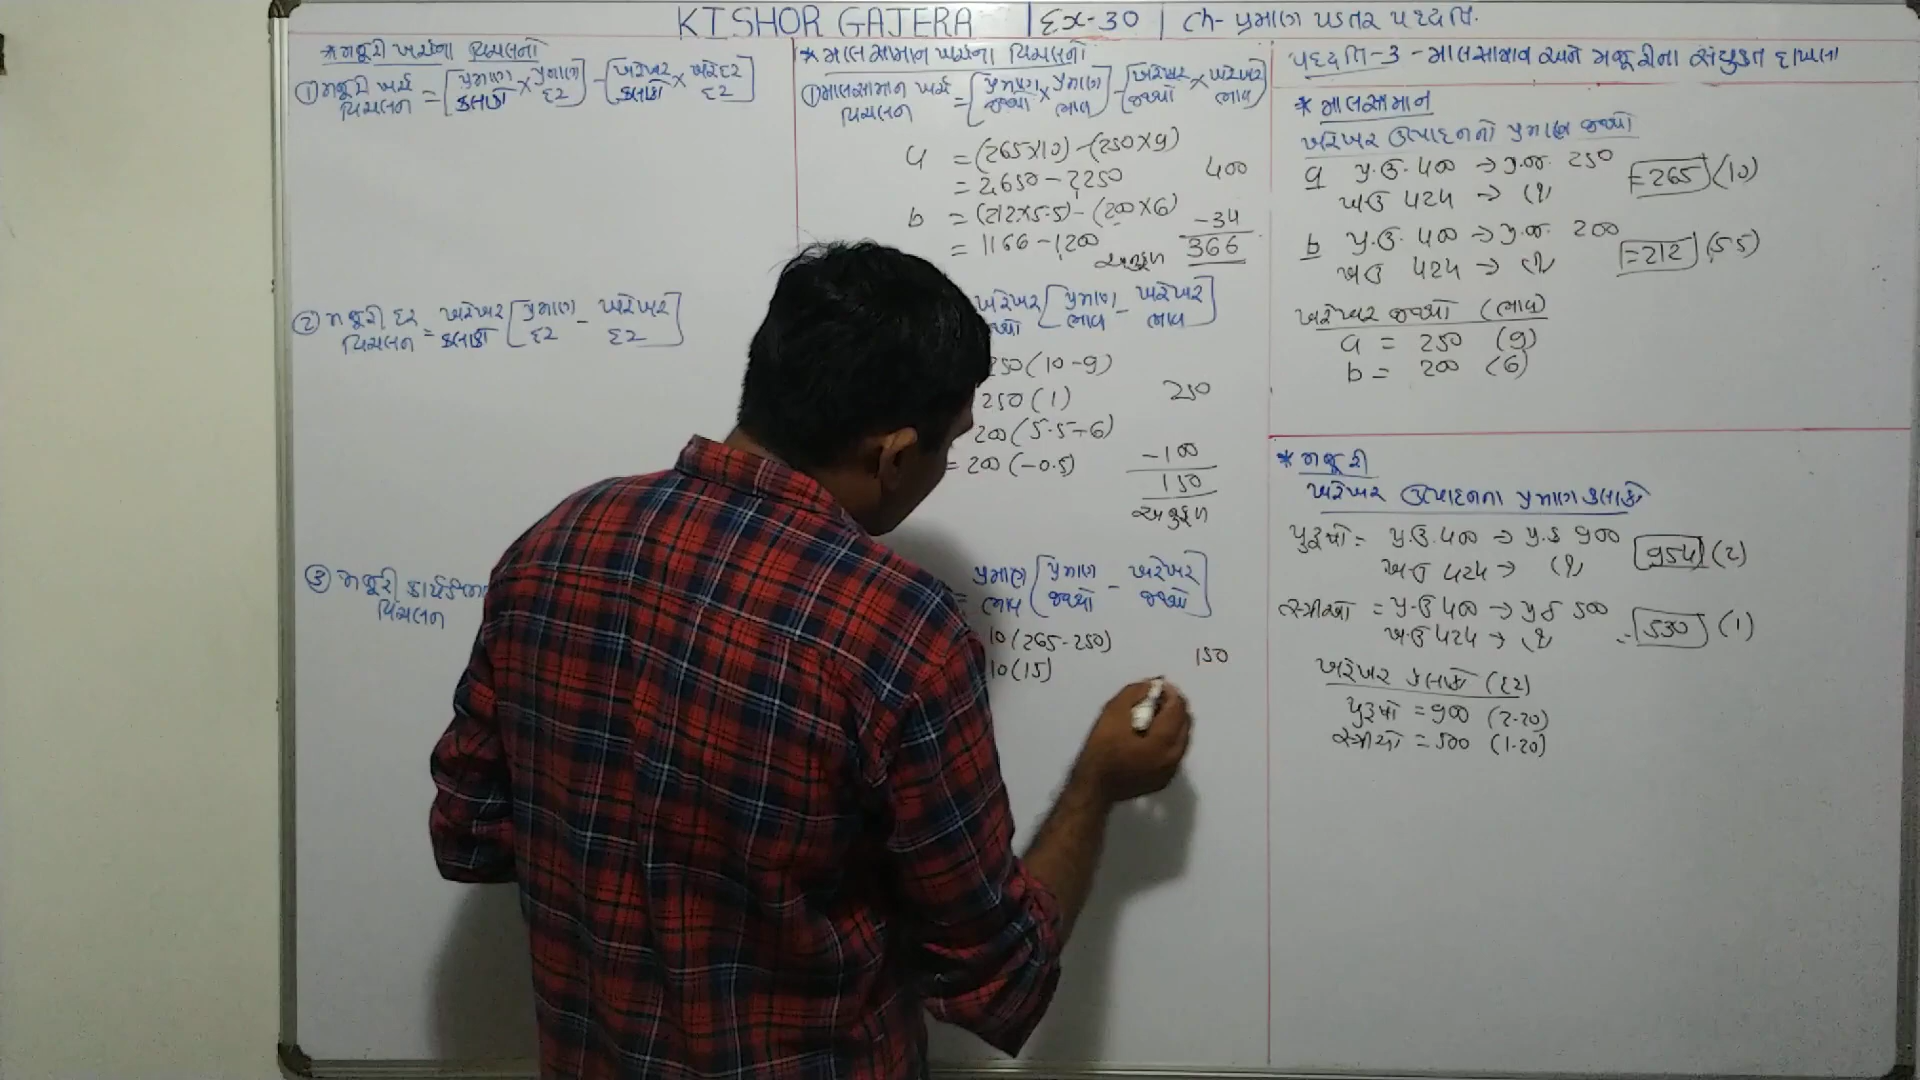 KISHOR GAJERA | Ex-30 | Ch- પ્રમાણ પડતર પદ્ધતિ.
* મજૂરી ખર્ચના વિચલનો
① મજૂરી ખર્ચ વિચલન = [પ્રમાણ કલાકો × પ્રમાણ દર] - [ખરેખર કલાકો × ખરે દર]
② મજૂરી દર વિચલન = ખરેખર કલાકો [પ્રમાણ દર - ખરેખર દર]
③ મજૂરી
વિચલન
* માલસામાન ખર્ચના વિચલનો
① માલસામાન ખર્ચ વિચલન = [પ્રમાણ જથ્થો × પ્રમાણ ભાવ] - [ખરેખર જથ્થો × ખરેખર ભાવ]
a = (265×10) - (250×9)
= 2650 - 2250 400
b = (212×5.5) - (200×6)
= 1166 - 1200 -34
અનુકૂળ 366
ખરેખર [પ્રમાણ ભાવ - ખરેખર ભાવ]
250 (10-9)
250 (1) 250
200 (5.5-6)
= 200 (-0.5) -100
150
અનુકૂળ
= પ્રમાણ ભાવ [પ્રમાણ જથ્થો - ખરેખર જથ્થો]
10 (265-250)
10 (15) 150
પદ્ધતિ-3 - માલસામાન અને મજૂરીના સંયુક્ત દાખલા
* માલસામાન
ખરેખર ઉત્પાદનનો પ્રમાણ જથ્થો
a પ્ર.ઉ. 400 → પ્ર.જ. 250
ખ.ઉ 424 → (?) = 265 (10)
b પ્ર.ઉ. 400 → પ્ર.જ. 200
ખ.ઉ 424 → (?) = 212 (5.5)
ખરેખર જથ્થો (ભાવ)
a = 250 (9)
b = 200 (6)
* મજૂરી
ખરેખર ઉત્પાદનના પ્રમાણ કલાકો
પુરૂષો = પ્ર.ઉ. 400 → પ્ર.ક 900
ખ.ઉ 424 → (?) 954 (2)
સ્ત્રીઓ = પ્ર.ઉ 400 → પ્ર ક 500
ખ.ઉ 424 → (?) = 530 (1)
ખરેખર કલાકો (દર)
પુરૂષો = 900 (2.20)
સ્ત્રીઓ = 500 (1.20)